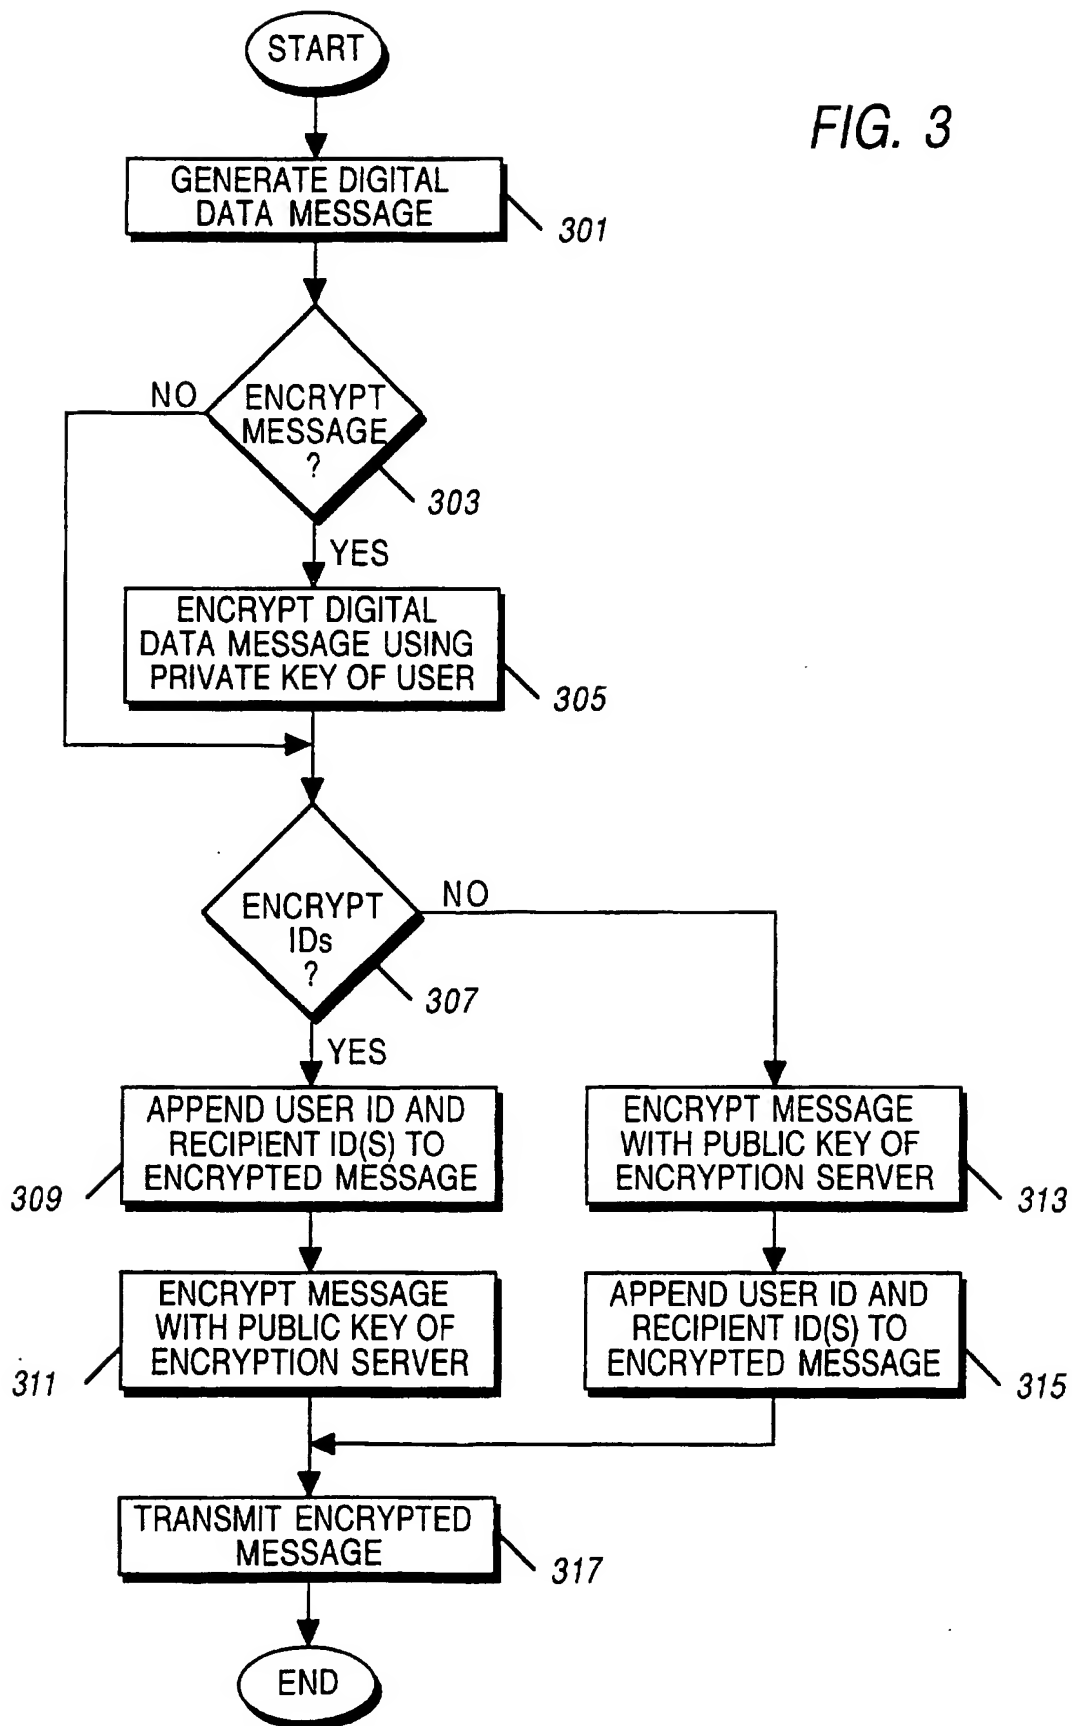 START
FIG. 3
GENERATE DIGITAL
DATA MESSAGE
301
NO
ENCRYPT
MESSAGE
?
303
YES
ENCRYPT DIGITAL
DATA MESSAGE USING
PRIVATE KEY OF USER
305
ENCRYPT
IDs
?
NO
307
YES
APPEND USER ID AND
RECIPIENT ID(S) TO
ENCRYPTED MESSAGE
309
ENCRYPT MESSAGE
WITH PUBLIC KEY OF
ENCRYPTION SERVER
313
ENCRYPT MESSAGE
WITH PUBLIC KEY OF
ENCRYPTION SERVER
311
APPEND USER ID AND
RECIPIENT ID(S) TO
ENCRYPTED MESSAGE
315
TRANSMIT ENCRYPTED
MESSAGE
317
END